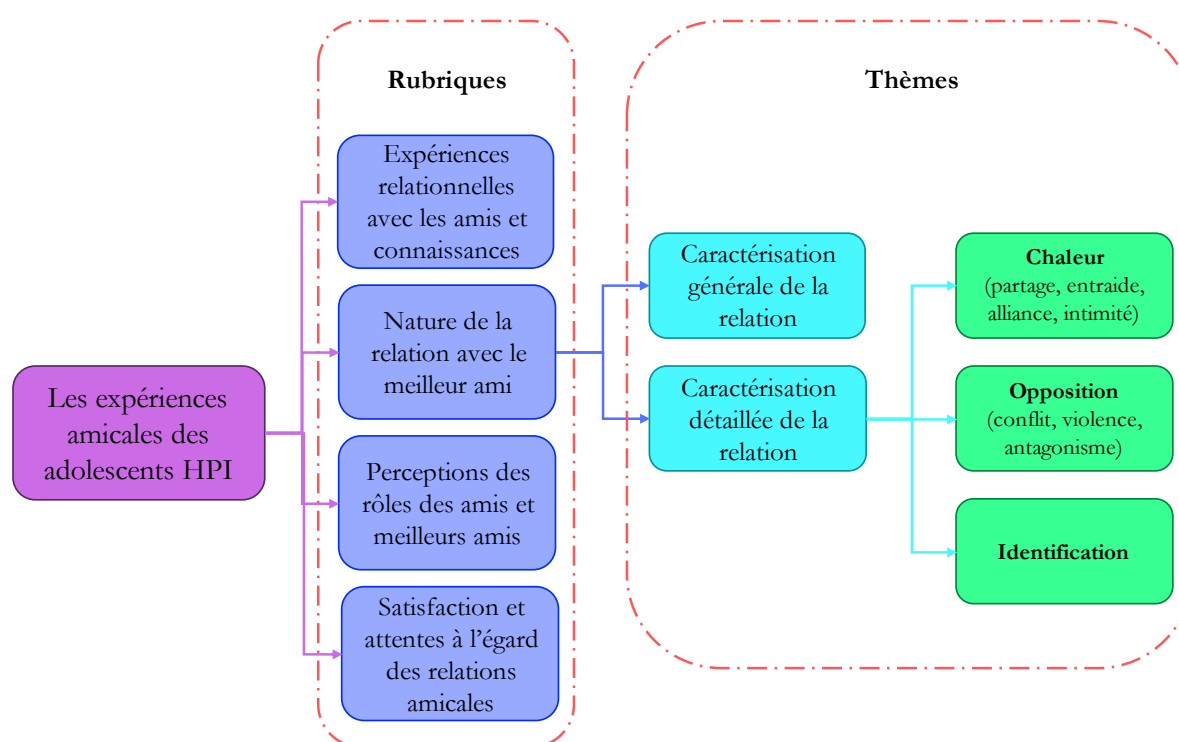 Rubriques
Thèmes
Les expériences
amicales des
adolescents HPI
Expériences
relationnelles
avec les amis et
connaissances
Nature de la
relation avec le
meilleur ami
Perceptions des
rôles des amis et
meilleurs amis
Satisfaction et
attentes à l’égard
des relations
amicales
Caractérisation
générale de la
relation
Caractérisation
détaillée de la
relation
Chaleur
(partage, entraide,
alliance, intimité)
Opposition
(conflit, violence,
antagonisme)
Identification